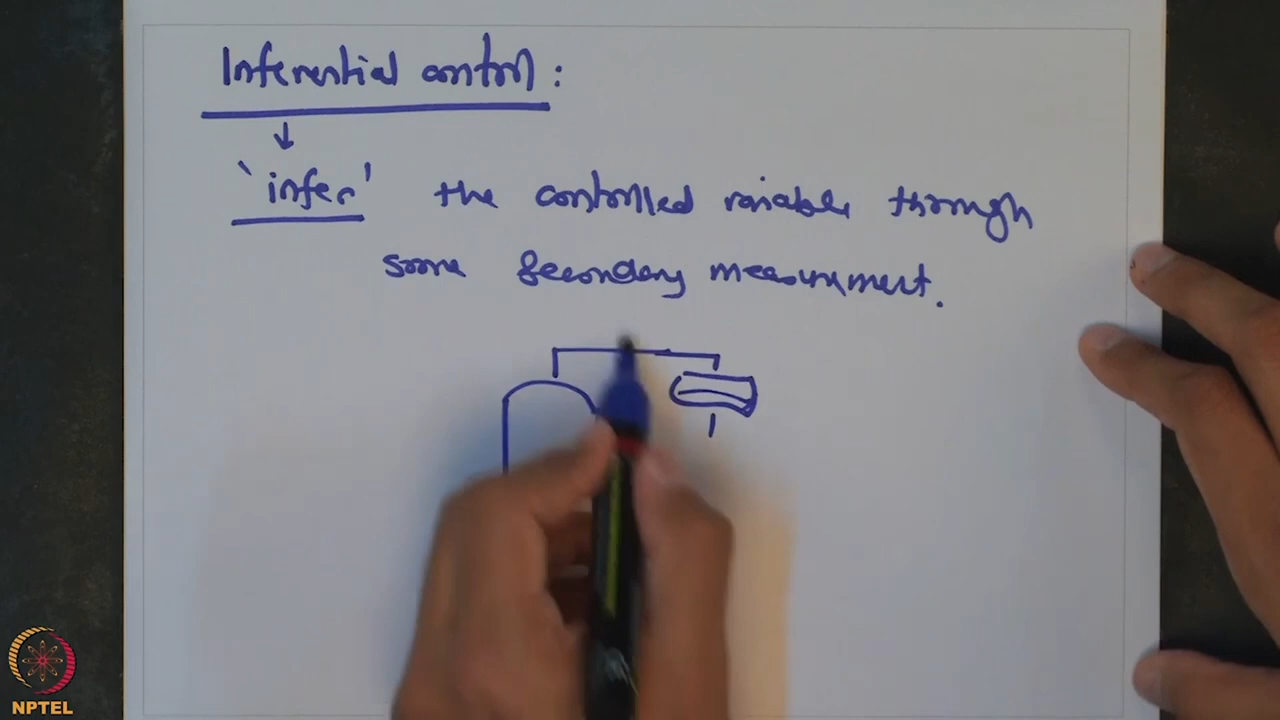 Inferential control :
'infer' the controlled variable through
some secondary measurement.
NPTEL